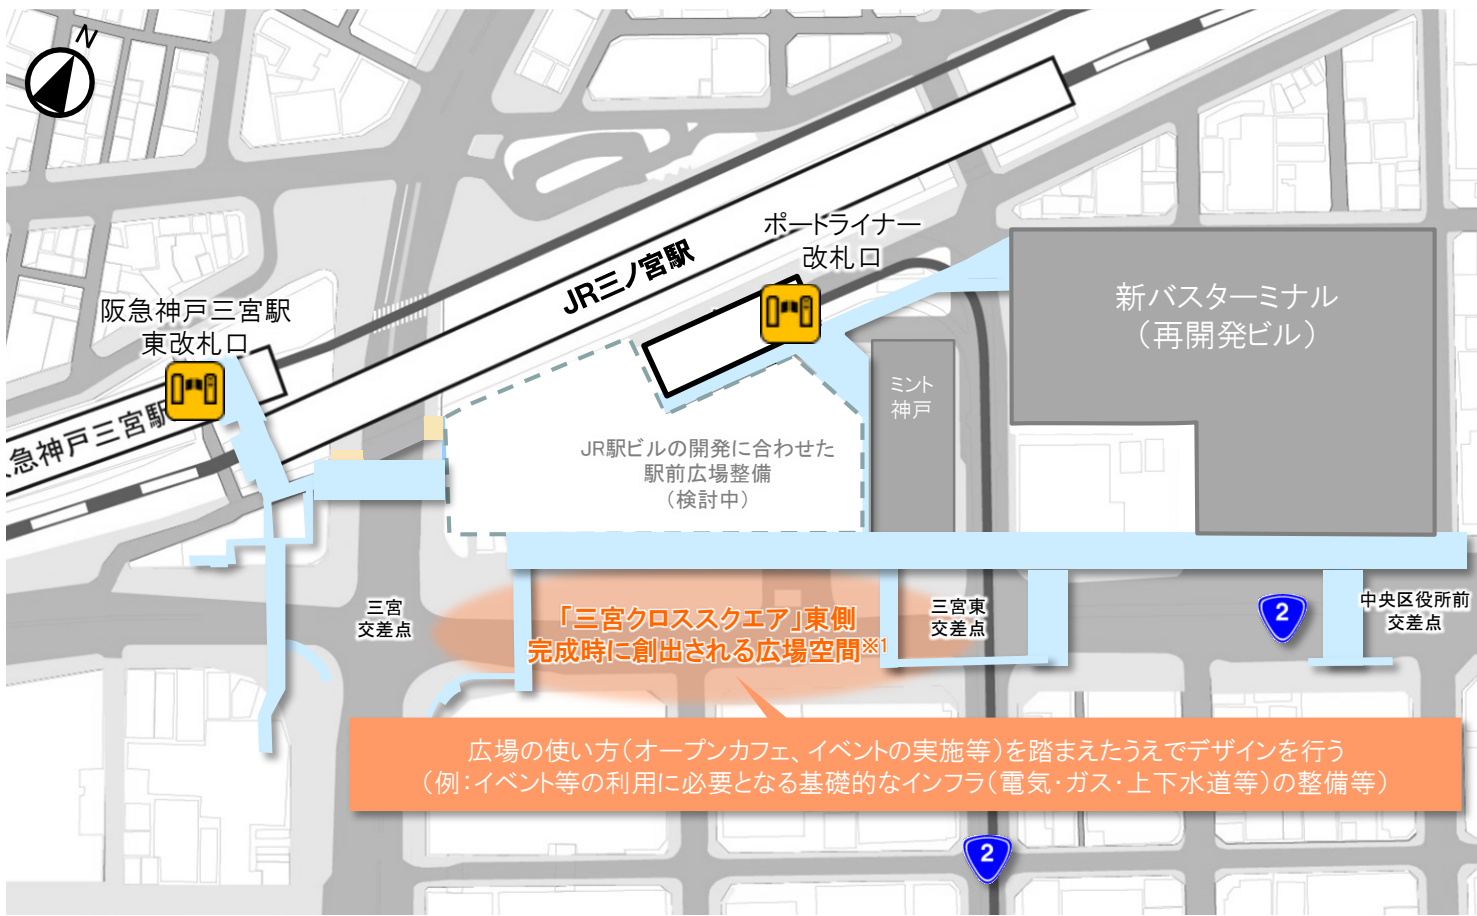 N
ポートライナー
改札口
JR三ノ宮駅
阪急神戸三宮駅
東改札口
急神戸三宮駅
新バスターミナル
（再開発ビル）
ミント
神戸
JR駅ビルの開発に合わせた
駅前広場整備
（検討中）
三宮
交差点
「三宮クロススクエア」東側
完成時に創出される広場空間※1
三宮東
交差点
2
中央区役所前
交差点
広場の使い方（オープンカフェ、イベントの実施等）を踏まえたうえでデザインを行う
（例：イベント等の利用に必要となる基礎的なインフラ（電気・ガス・上下水道等）の整備等）
2